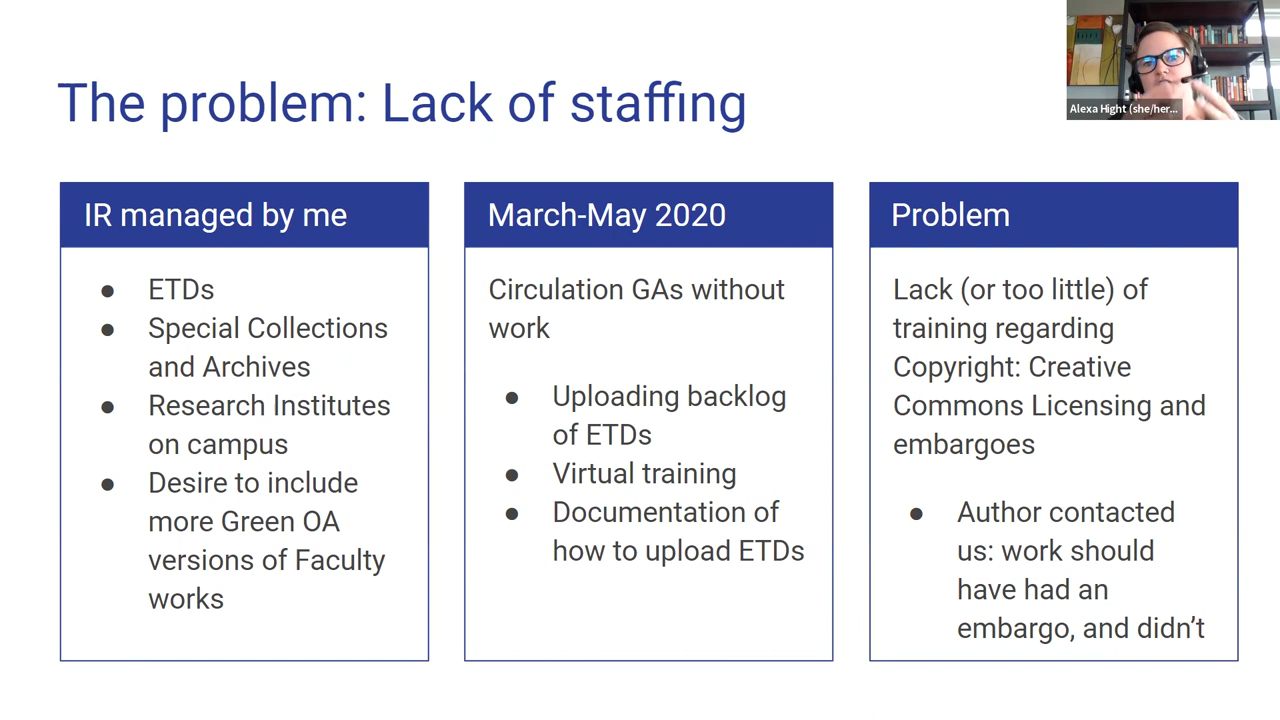 The problem: Lack of staffing
Alexa Hight (she/her...
IR managed by me
● ETDs
● Special Collections
and Archives
● Research Institutes
on campus
● Desire to include
more Green OA
versions of Faculty
works
March-May 2020
Circulation GAs without
work
● Uploading backlog
of ETDs
● Virtual training
● Documentation of
how to upload ETDs
Problem
Lack (or too little) of
training regarding
Copyright: Creative
Commons Licensing and
embargoes
● Author contacted
us: work should
have had an
embargo, and didn’t